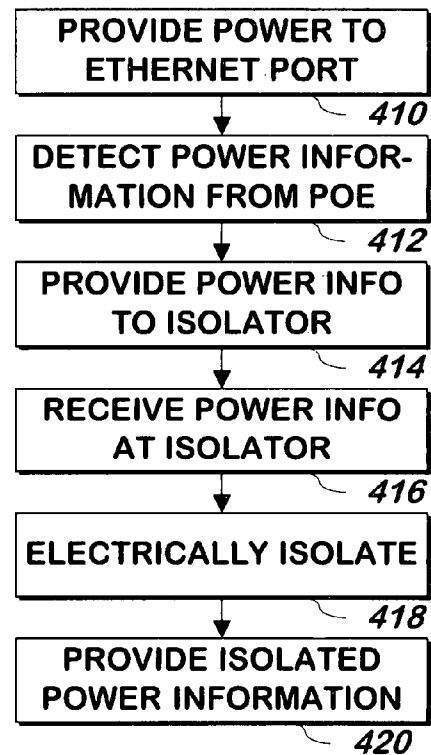 PROVIDE POWER TO
ETHERNET PORT
410
DETECT POWER INFOR-
MATION FROM POE
412
PROVIDE POWER INFO
TO ISOLATOR
414
RECEIVE POWER INFO
AT ISOLATOR
416
ELECTRICALLY ISOLATE
418
PROVIDE ISOLATED
POWER INFORMATION
420